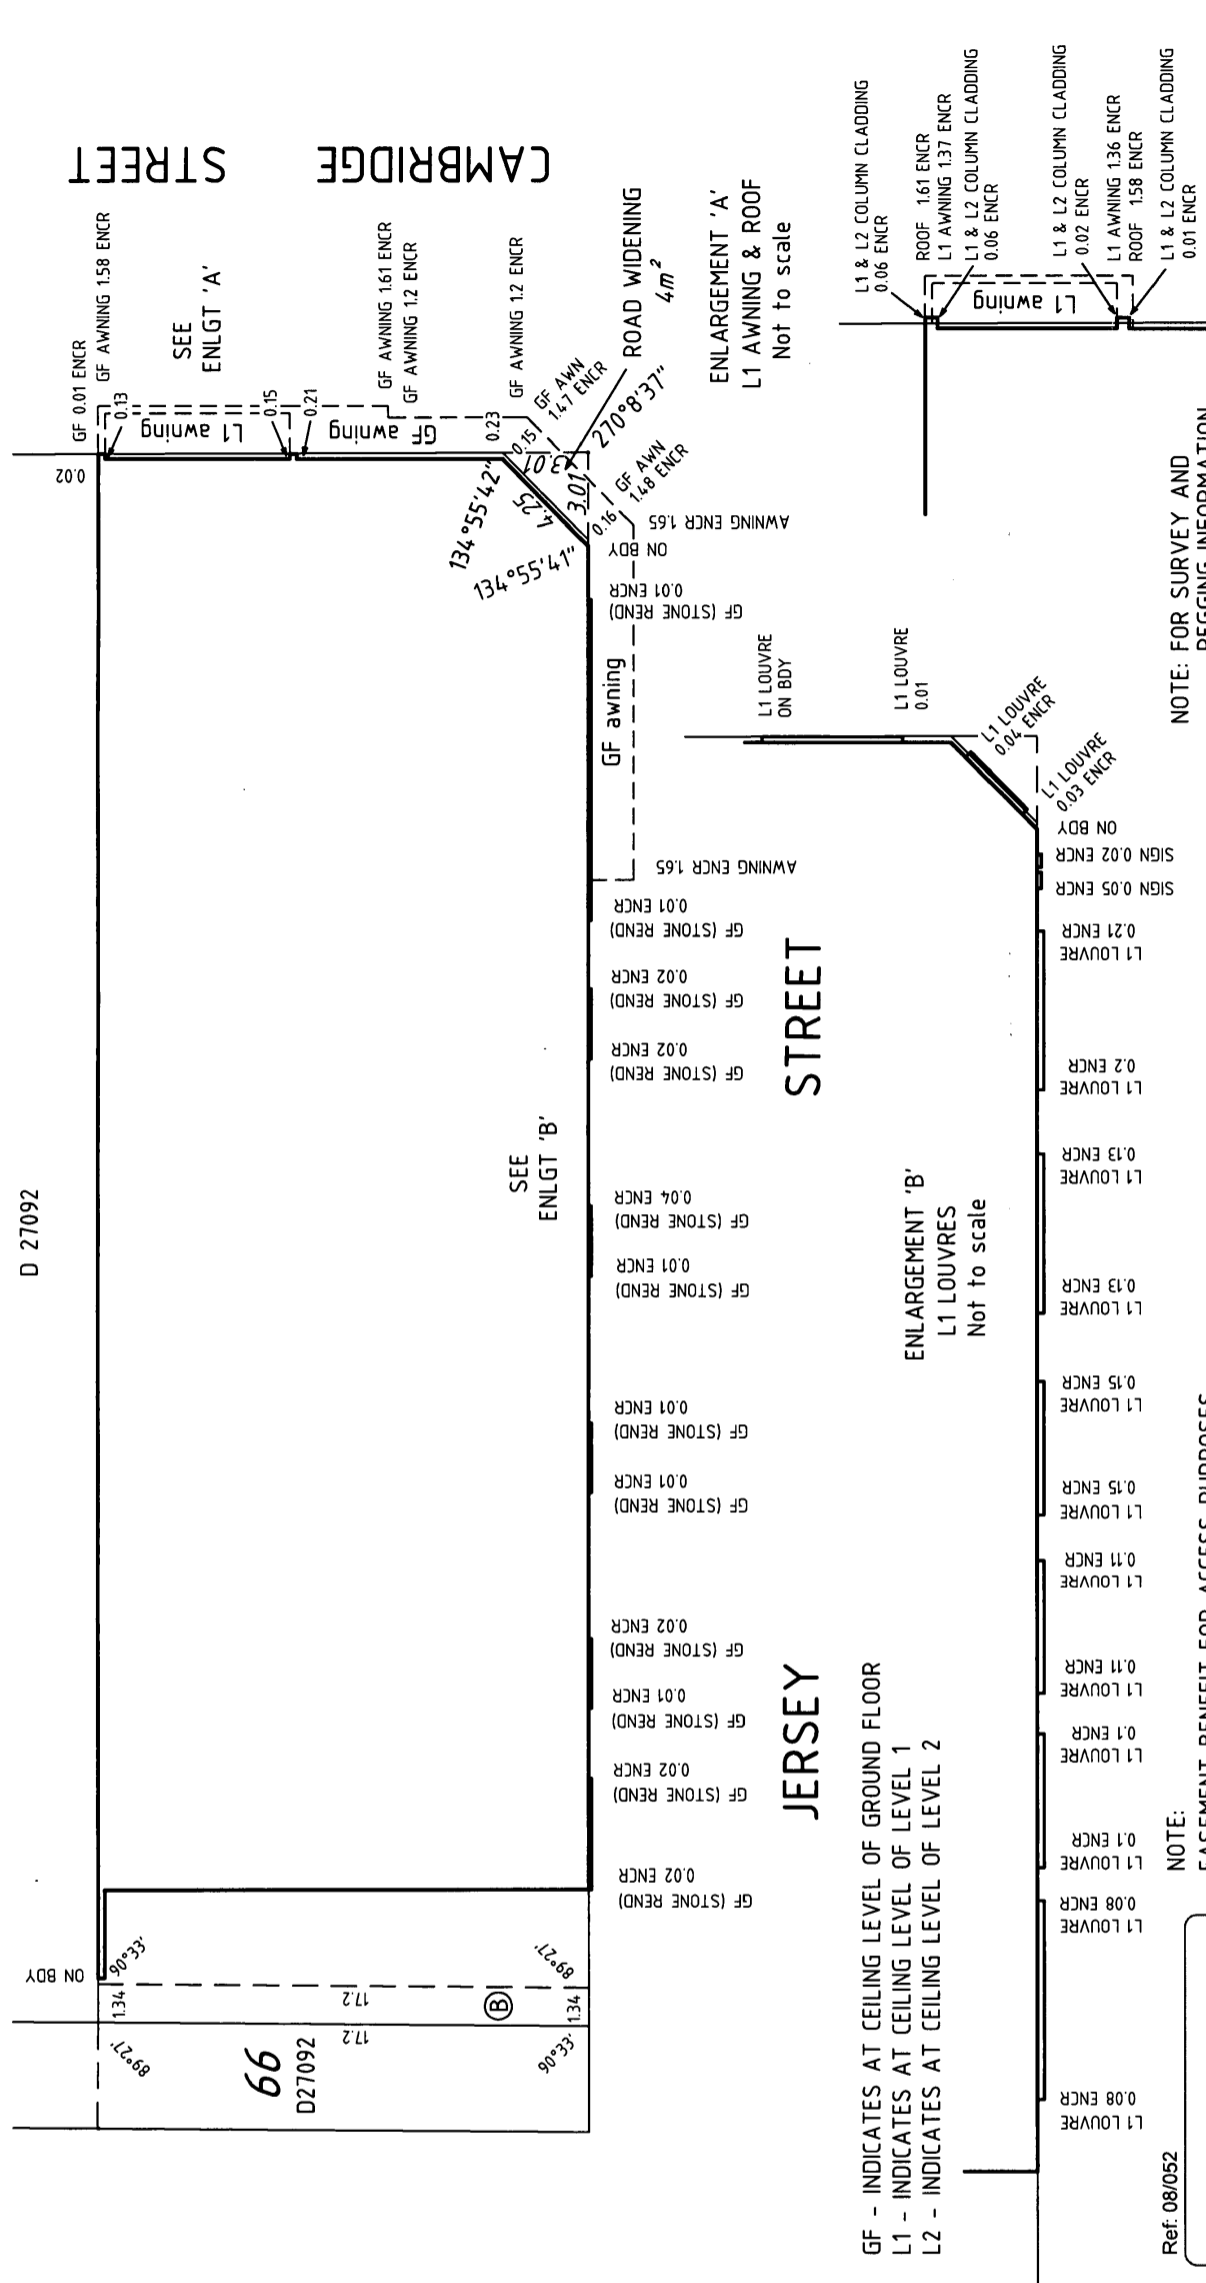 D 27092
CAMBRIDGE STREET
GF 0.01 ENCR
GF AWNING 1.58 ENCR
SEE
ENLGT 'A'
0.02
0.13
L1 awning
0.15
0.21
GF awning
GF AWNING 1.61 ENCR
GF AWNING 1.2 ENCR
GF AWNING 1.2 ENCR
0.23
0.15
GF AWN
1.47 ENCR
ROAD WIDENING
4m²
270°8'37"
3.01
3.01
4.25
134°55'42"
134°55'41"
0.16
GF AWN
1.48 ENCR
AWNING ENCR 1.65
ON BDY
0.01 ENCR
GF (STONE REND)
GF awning
AWNING ENCR 1.65
0.01 ENCR
GF (STONE REND)
0.02 ENCR
GF (STONE REND)
0.02 ENCR
GF (STONE REND)
SEE
ENLGT 'B'
0.04 ENCR
GF (STONE REND)
0.01 ENCR
GF (STONE REND)
0.01 ENCR
GF (STONE REND)
0.01 ENCR
GF (STONE REND)
0.02 ENCR
GF (STONE REND)
0.01 ENCR
GF (STONE REND)
0.02 ENCR
GF (STONE REND)
0.02 ENCR
GF (STONE REND)
ON BDY
90°33'
89°27'
1.34
17.2
B
1.34
17.2
89°27'
90°33'
66
D27092
JERSEY STREET
ENLARGEMENT 'A'
L1 AWNING & ROOF
Not to scale
L1 & L2 COLUMN CLADDING
0.06 ENCR
ROOF 1.61 ENCR
L1 AWNING 1.37 ENCR
L1 & L2 COLUMN CLADDING
0.06 ENCR
L1 awning
L1 & L2 COLUMN CLADDING
0.02 ENCR
L1 AWNING 1.36 ENCR
ROOF 1.58 ENCR
L1 & L2 COLUMN CLADDING
0.01 ENCR
GF - INDICATES AT CEILING LEVEL OF GROUND FLOOR
L1 - INDICATES AT CEILING LEVEL OF LEVEL 1
L2 - INDICATES AT CEILING LEVEL OF LEVEL 2
ENLARGEMENT 'B'
L1 LOUVRES
Not to scale
L1 LOUVRE
ON BDY
L1 LOUVRE
0.01
L1 LOUVRE
0.04 ENCR
L1 LOUVRE
0.03 ENCR
ON BDY
SIGN 0.02 ENCR
SIGN 0.05 ENCR
0.21 ENCR
L1 LOUVRE
0.2 ENCR
L1 LOUVRE
0.13 ENCR
L1 LOUVRE
0.13 ENCR
L1 LOUVRE
0.15 ENCR
L1 LOUVRE
0.15 ENCR
L1 LOUVRE
0.11 ENCR
L1 LOUVRE
0.11 ENCR
L1 LOUVRE
0.1 ENCR
L1 LOUVRE
0.1 ENCR
L1 LOUVRE
0.08 ENCR
L1 LOUVRE
0.08 ENCR
L1 LOUVRE
NOTE: FOR SURVEY AND
PEGGING INFORMATION
NOTE:
EASEMENT BENEFIT FOR ACCESS PURPOSES
Ref: 08/052